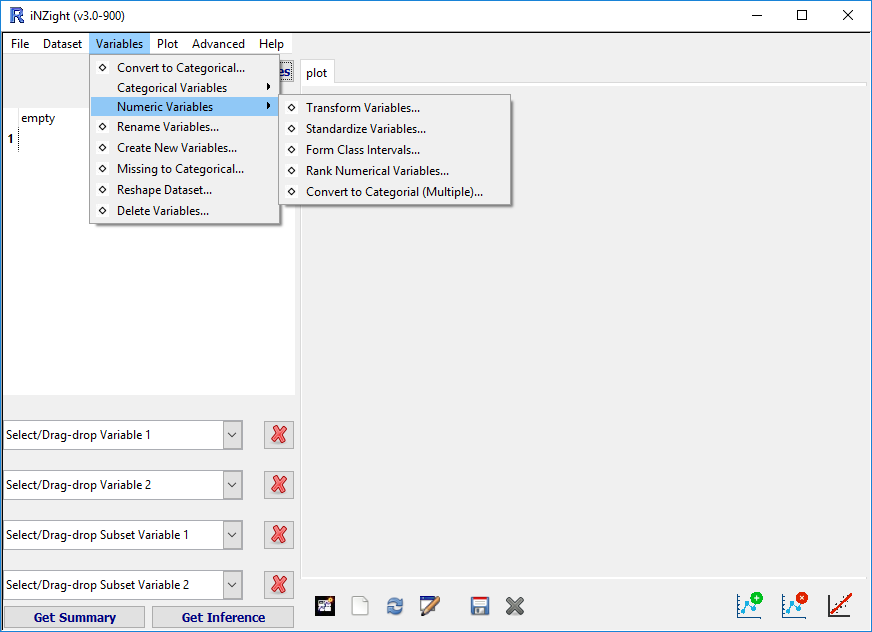 iNZight (v3.0-900)
File Dataset Variables Plot Advanced Help
Convert to Categorical...
Categorical Variables
Numeric Variables
Rename Variables...
Create New Variables...
Missing to Categorical...
Reshape Dataset...
Delete Variables...
es
plot
Transform Variables...
Standardize Variables...
Form Class Intervals...
Rank Numerical Variables...
Convert to Categorial (Multiple)...
empty
1
Select/Drag-drop Variable 1
Select/Drag-drop Variable 2
Select/Drag-drop Subset Variable 1
Select/Drag-drop Subset Variable 2
Get Summary Get Inference